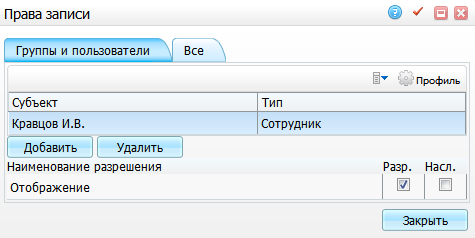 Права записи
Группы и пользователи Все
Профиль
Субъект Тип
Кравцов И.В. Сотрудник
Добавить Удалить
Наименование разрешения Разр. Насл.
Отображение
Закрыть